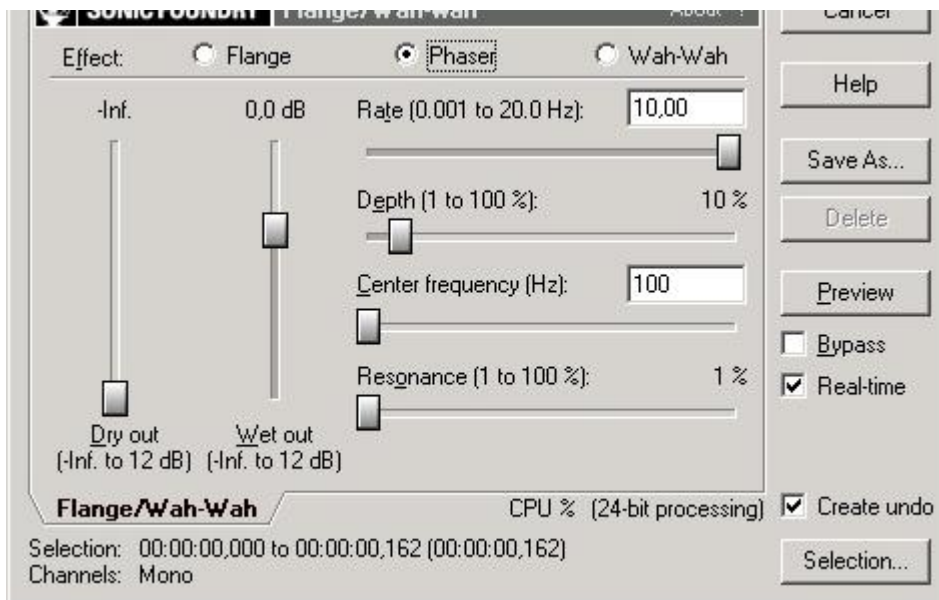 SONICFOUNDRY Flange/Wah-Wah About ?
Cancel
Effect: Flange Phaser Wah-Wah
Help
-Inf. 0,0 dB Rate (0.001 to 20.0 Hz): 10,00
Save As...
Depth (1 to 100 %): 10 %
Delete
Center frequency (Hz): 100
Preview
Bypass
Resonance (1 to 100 %): 1 %
Real-time
Dry out Wet out
(-Inf. to 12 dB) (-Inf. to 12 dB)
Flange/Wah-Wah CPU % (24-bit processing)
Create undo
Selection: 00:00:00,000 to 00:00:00,162 (00:00:00,162)
Channels: Mono
Selection...